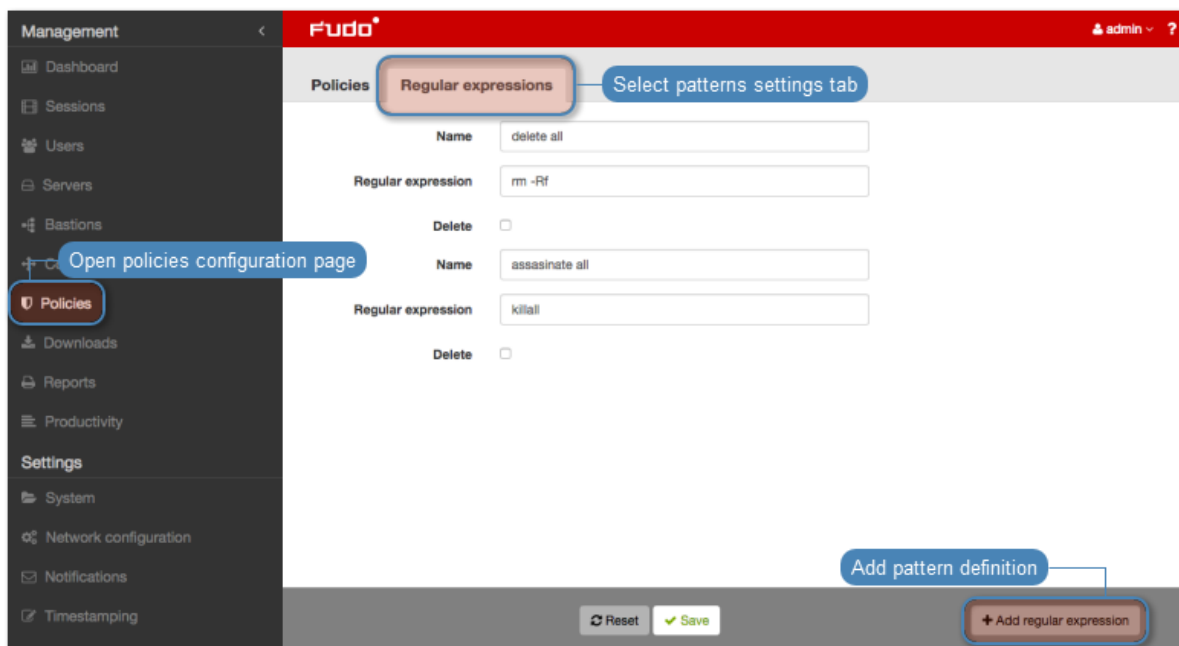 Management
Dashboard
Sessions
Users
Servers
Bastions
Open policies configuration page
Policies
Downloads
Reports
Productivity
Settings
System
Network configuration
Notifications
Timestamping
FUDO
admin ?
Policies Regular expressions
Select patterns settings tab
Name delete all
Regular expression rm -Rf
Delete
Name assasinate all
Regular expression killall
Delete
Add pattern definition
Reset Save + Add regular expression